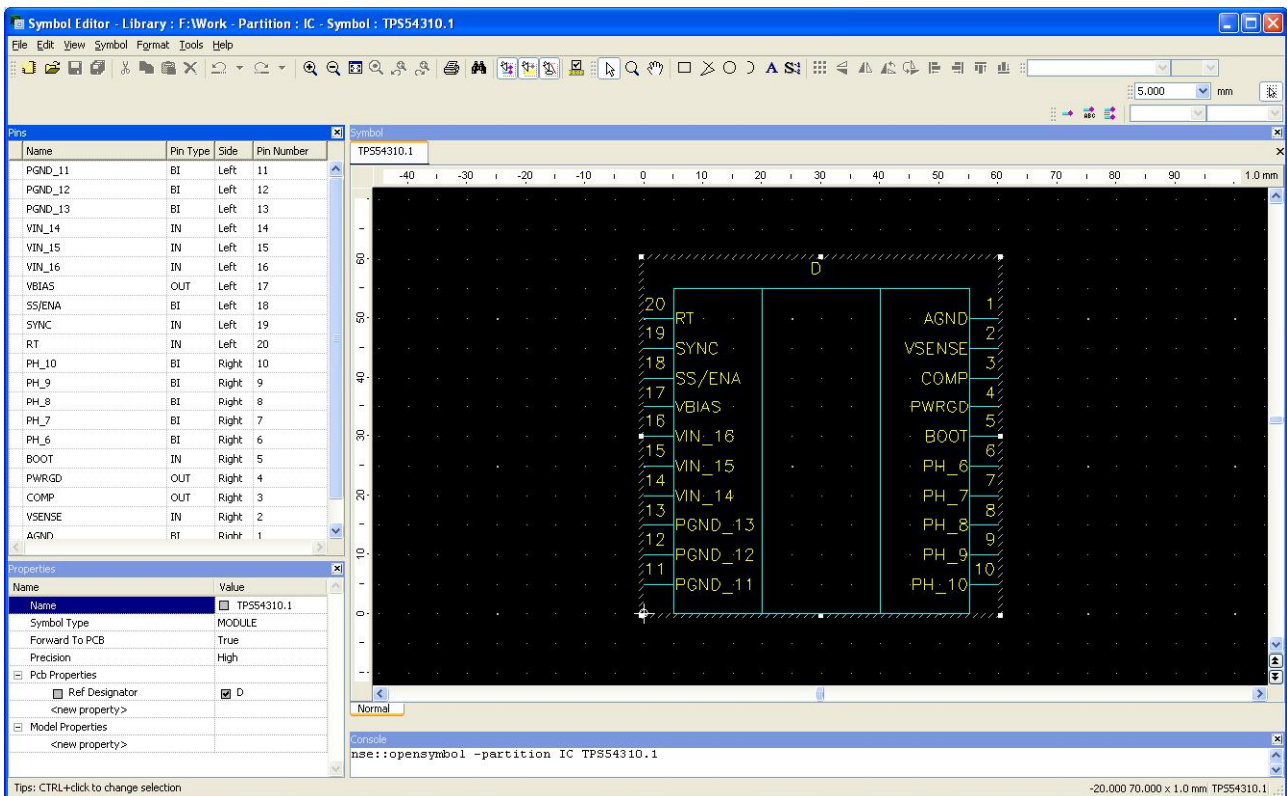 Symbol Editor - Library : F:\Work - Partition : IC - Symbol : TPS54310.1
File Edit View Symbol Format Tools Help
5.000 mm
Pins
Name Pin Type Side Pin Number
PGND_11 BI Left 11
PGND_12 BI Left 12
PGND_13 BI Left 13
VIN_14 IN Left 14
VIN_15 IN Left 15
VIN_16 IN Left 16
VBIAS OUT Left 17
SS/ENA BI Left 18
SYNC IN Left 19
RT IN Left 20
PH_10 BI Right 10
PH_9 BI Right 9
PH_8 BI Right 8
PH_7 BI Right 7
PH_6 BI Right 6
BOOT IN Right 5
PWRGD OUT Right 4
COMP OUT Right 3
VSENSE IN Right 2
AGND BI Right 1
Properties
Name Value
Name TPS54310.1
Symbol Type MODULE
Forward To PCB True
Precision High
Pcb Properties
Ref Designator D
<new property>
Model Properties
<new property>
Symbol
TPS54310.1
-40 -30 -20 -10 0 10 20 30 40 50 60 70 80 90 1.0 mm
60
50
40
30
20
10
0
D
20 RT AGND 1
19 SYNC VSENSE 2
18 SS/ENA COMP 3
17 VBIAS PWRGD 4
16 VIN_16 BOOT 5
15 VIN_15 PH_6 6
14 VIN_14 PH_7 7
13 PGND_13 PH_8 8
12 PGND_12 PH_9 9
11 PGND_11 PH_10 10
Normal
Console
nse::opensymbol -partition IC TPS54310.1
Tips: CTRL+click to change selection
-20.000 70.000 x 1.0 mm TPS54310.1